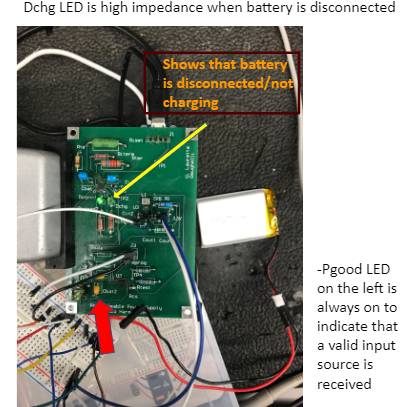 Dchg LED is high impedance when battery is disconnected
Shows that battery
is disconnected/not
charging
-Pgood LED
on the left is
always on to
indicate that
a valid input
source is
received